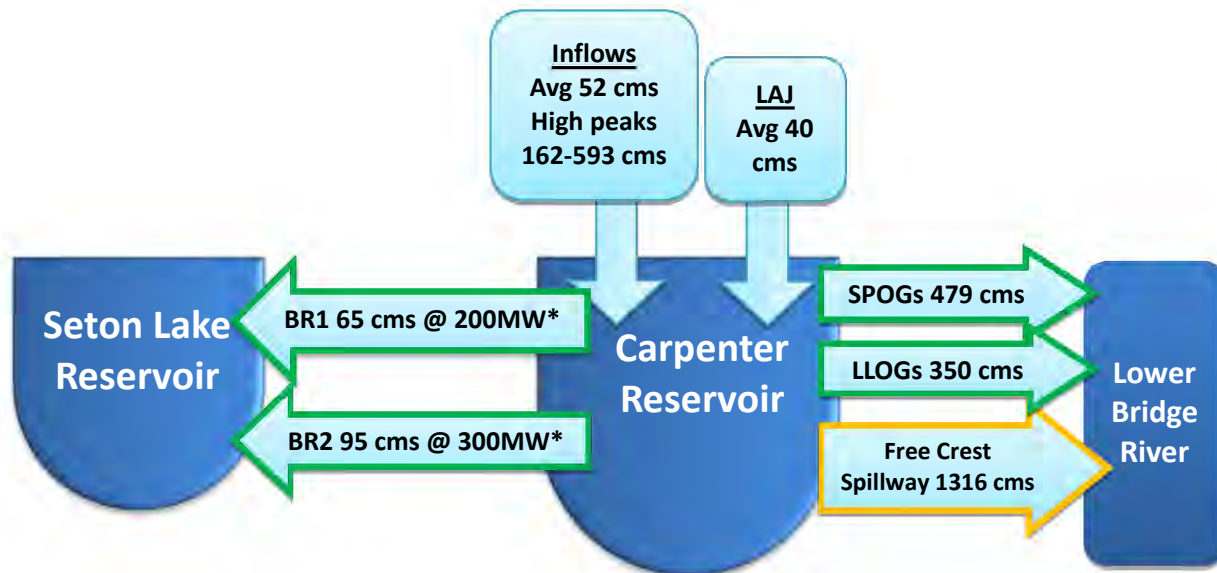 Inflows
Avg 52 cms
High peaks
162-593 cms
LAJ
Avg 40
cms
Seton Lake
Reservoir
BR1 65 cms @ 200MW*
BR2 95 cms @ 300MW*
Carpenter
Reservoir
SPOGs 479 cms
LLOGs 350 cms
Free Crest
Spillway 1316 cms
Lower
Bridge
River